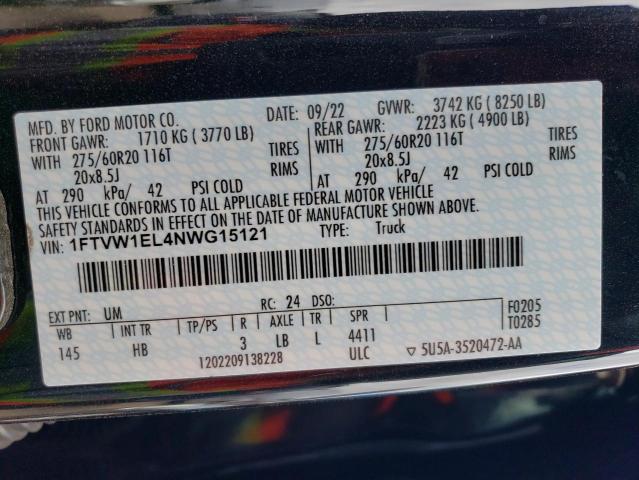 MFD. BY FORD MOTOR CO.
DATE: 09/22 GVWR: 3742 KG ( 8250 LB)
FRONT GAWR: 1710 KG ( 3770 LB)
REAR GAWR: 2223 KG ( 4900 LB)
WITH 275/60R20 116T TIRES
WITH 275/60R20 116T TIRES
20x8.5J RIMS
20x8.5J RIMS
AT 290 kPa/ 42 PSI COLD
AT 290 kPa/ 42 PSI COLD
THIS VEHICLE CONFORMS TO ALL APPLICABLE FEDERAL MOTOR VEHICLE
SAFETY STANDARDS IN EFFECT ON THE DATE OF MANUFACTURE SHOWN ABOVE.
VIN: 1FTVW1EL4NWG15121 TYPE: Truck
EXT PNT: UM RC: 24 DSO: F0205
WB INT TR TP/PS R AXLE TR SPR T0285
145 HB 3 LB L 4411
1202209138228 ULC ▽ 5U5A-3520472-AA